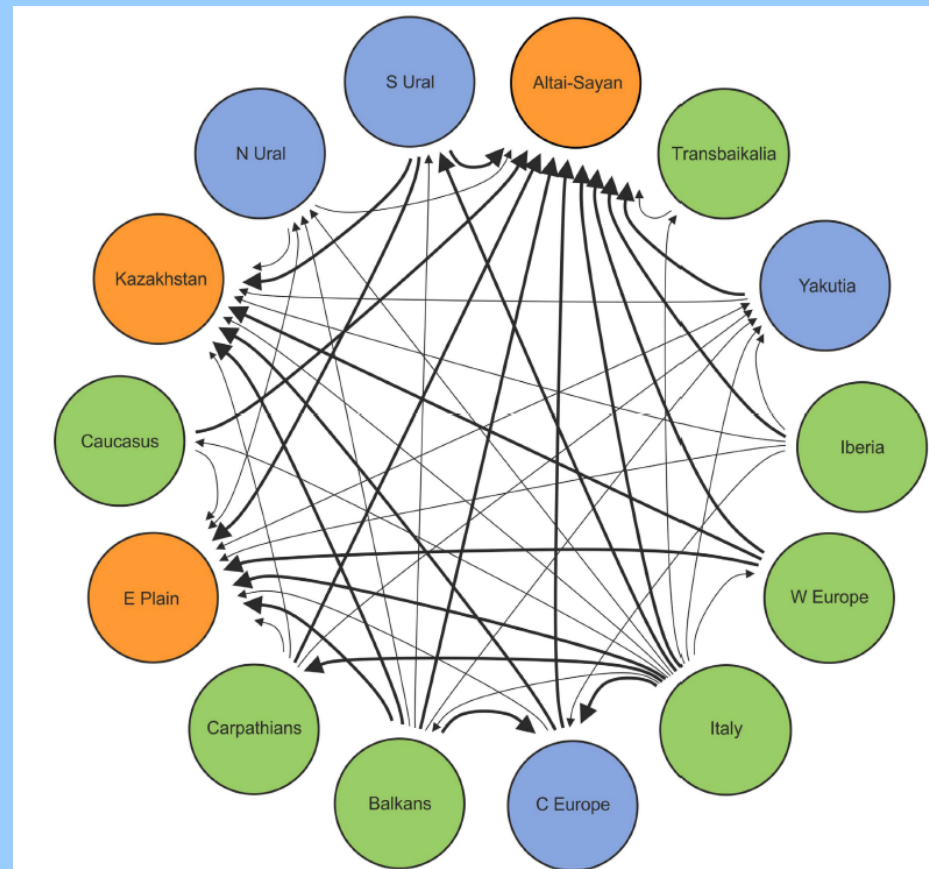 S Ural
Altai-Sayan
N Ural
Transbaikalia
Kazakhstan
Yakutia
Caucasus
Iberia
E Plain
W Europe
Carpathians
Italy
Balkans
C Europe